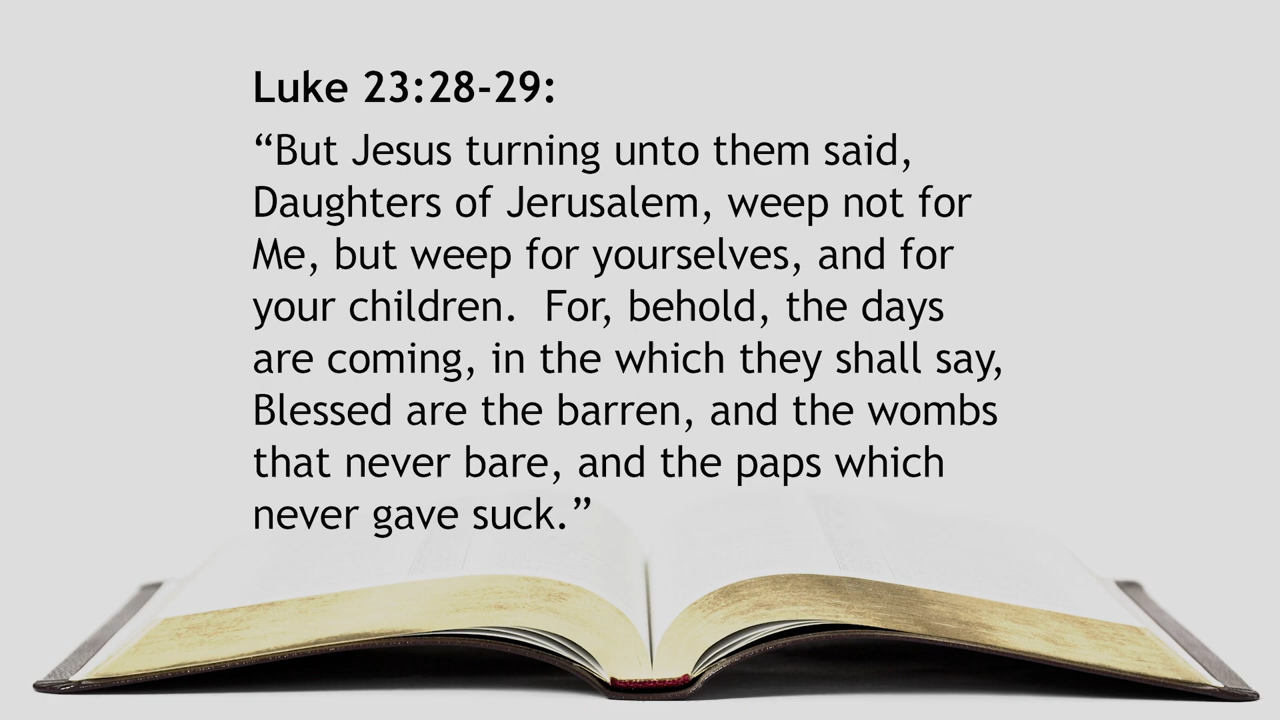 Luke 23:28-29:
“But Jesus turning unto them said,
Daughters of Jerusalem, weep not for
Me, but weep for yourselves, and for
your children.  For, behold, the days
are coming, in the which they shall say,
Blessed are the barren, and the wombs
that never bare, and the paps which
never gave suck.”